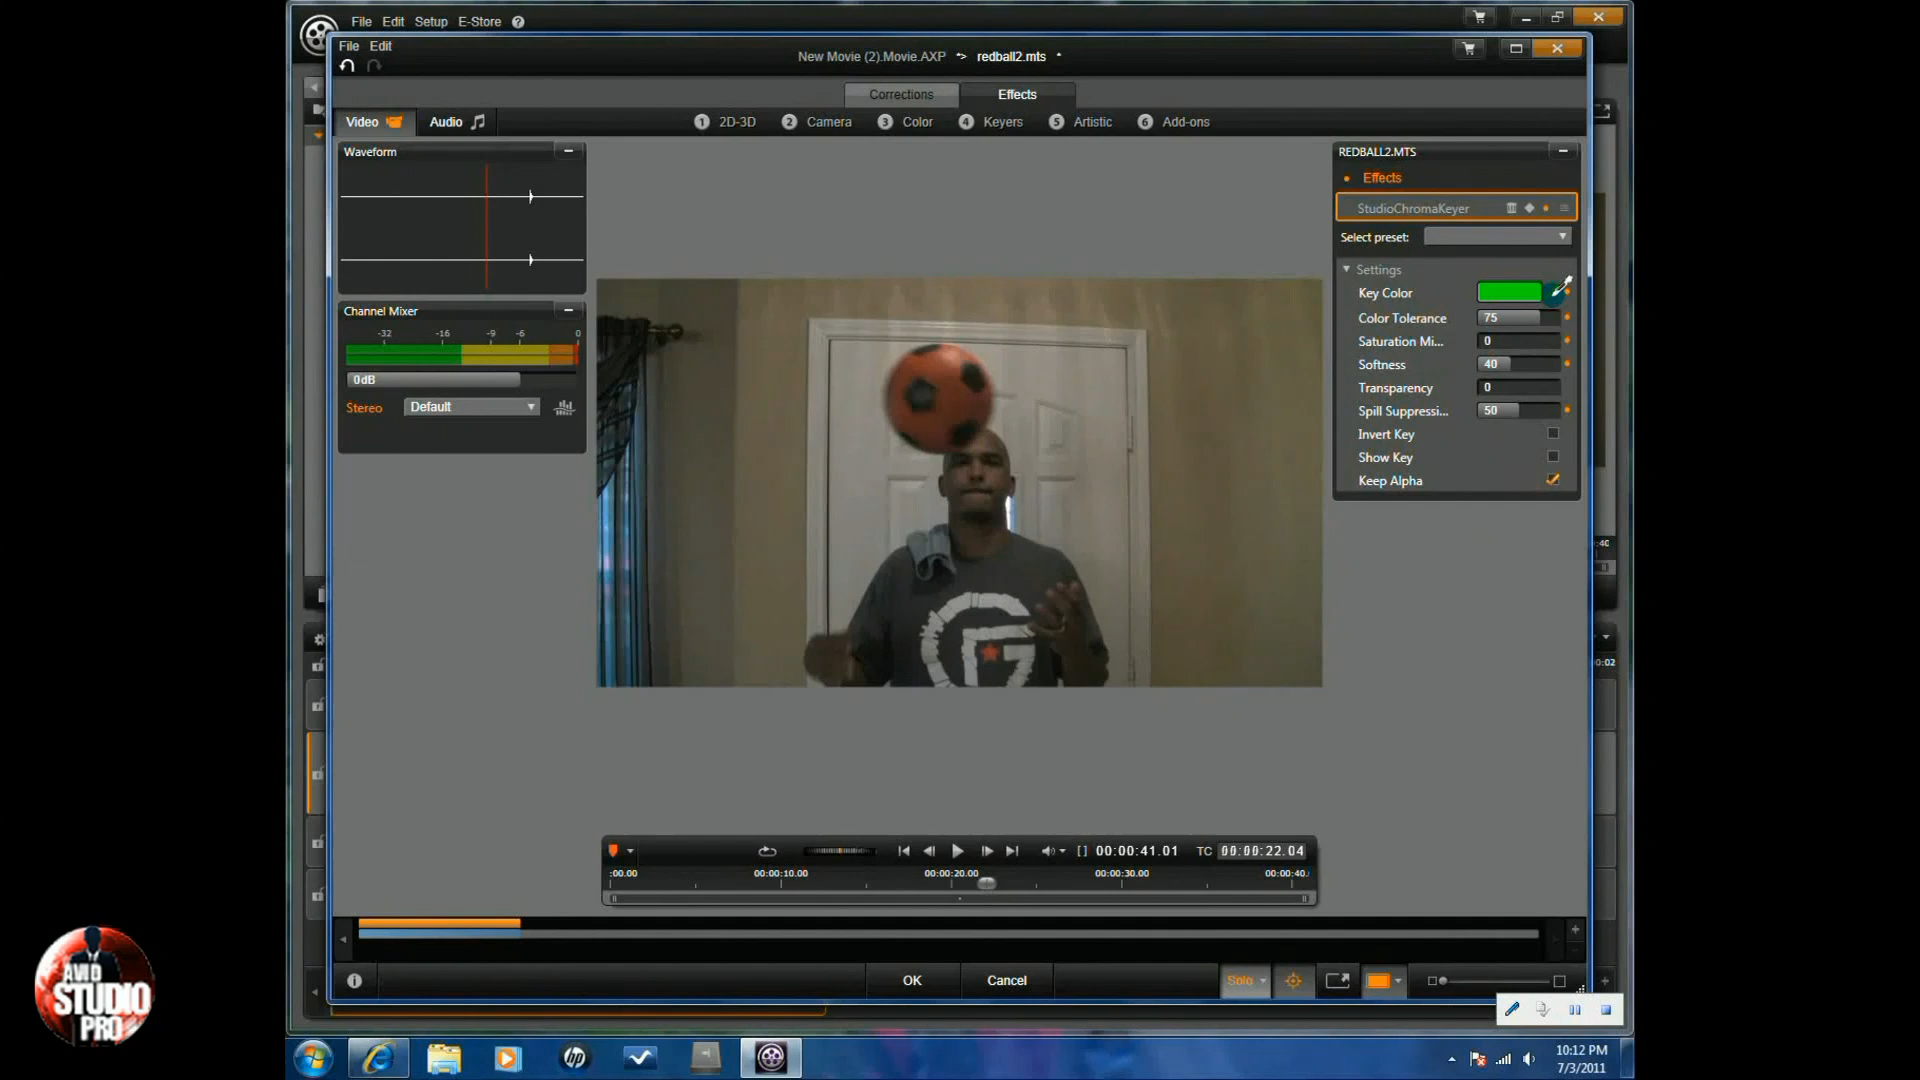 File Edit Setup E-Store ?
File Edit
New Movie (2).Movie.AXP -> redball2.mts *
Corrections Effects
Video Audio
1 2D-3D 2 Camera 3 Color 4 Keyers 5 Artistic 6 Add-ons
Waveform
REDBALL2.MTS
Effects
StudioChromaKeyer
Select preset:
Settings
Key Color
Color Tolerance 75
Saturation Mi... 0
Softness 40
Transparency 0
Spill Suppressi... 50
Invert Key
Show Key
Keep Alpha
Channel Mixer
-32 -16 -9 -6 0
0dB
Stereo Default
G
:40
:02
[] 00:00:41.01 TC 00:00:22.04
:00.00 00:00:10.00 00:00:20.00 00:00:30.00 00:00:40.
OK Cancel
Solo
AVID
STUDIO
PRO
hp
10:12 PM
7/3/2011